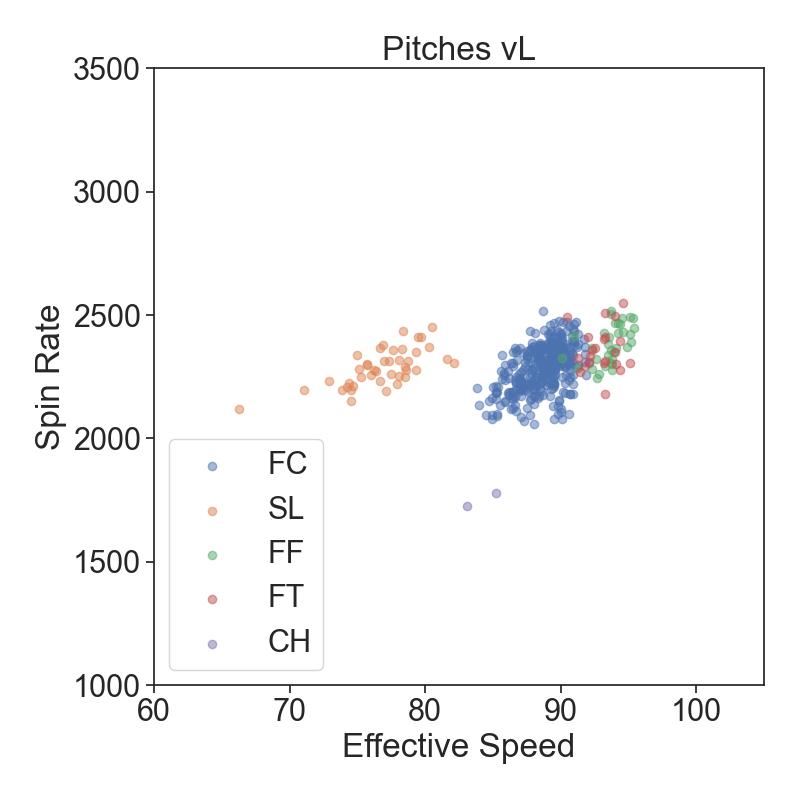 Pitches vL
3500
3000
2500
2000
1500
1000
Spin Rate
FC
SL
FF
FT
CH
60 70 80 90 100
Effective Speed